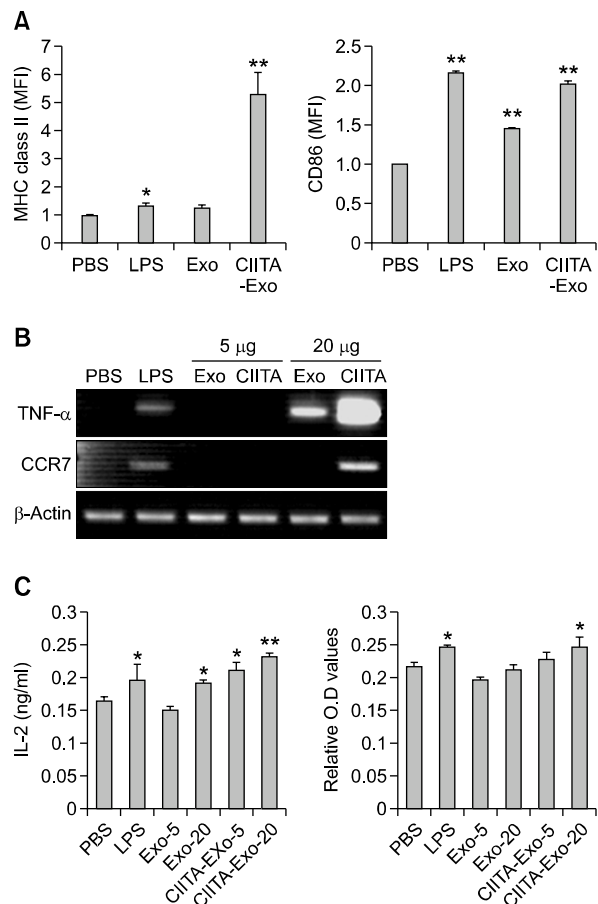 A
MHC class II (MFI)
7
6
5
4
3
2
1
0
*
**
PBS LPS Exo CIITA
-Exo
CD86 (MFI)
2.5
2.0
1.5
1.0
0.5
0
**
**
**
PBS LPS Exo CIITA
-Exo
B
5 μg 20 μg
PBS LPS Exo CIITA Exo CIITA
TNF-α
CCR7
β-Actin
C
IL-2 (ng/ml)
0.3
0.25
0.2
0.15
0.1
0.05
0
*
*
*
**
PBS
LPS
Exo-5
Exo-20
CIITA-EXo-5
CIITA-Exo-20
Relative O.D values
0.3
0.25
0.2
0.15
0.1
0.05
0
*
*
PBS
LPS
Exo-5
Exo-20
CIITA-Exo-5
CIITA-Exo-20